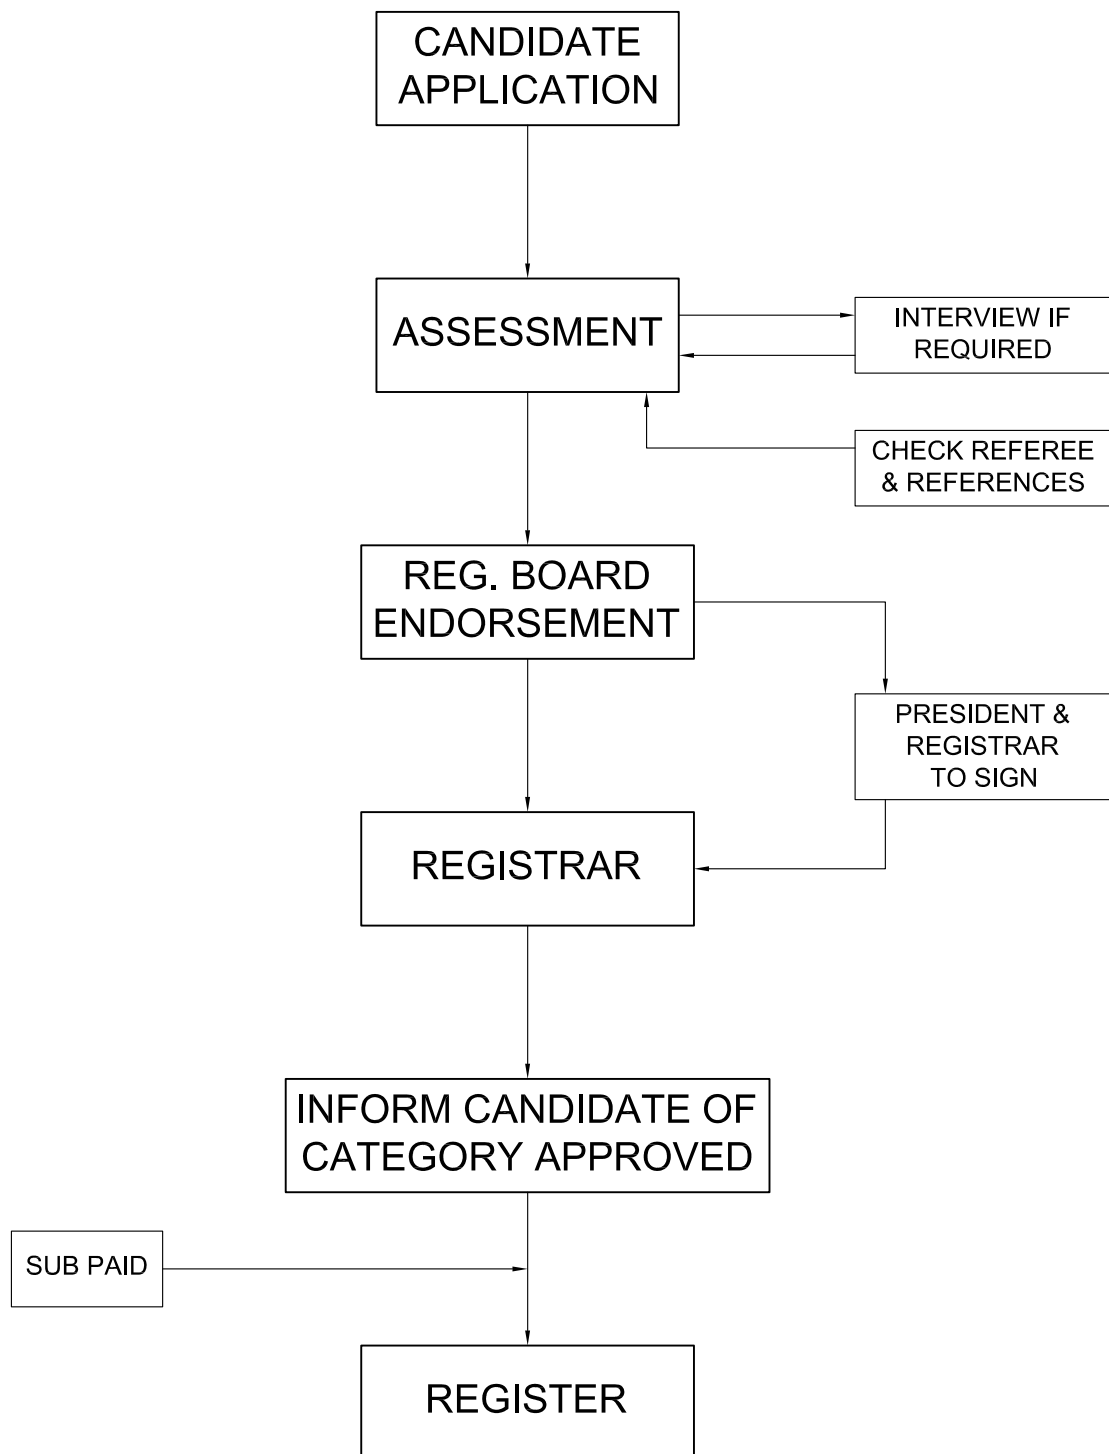 CANDIDATE
APPLICATION
ASSESSMENT
INTERVIEW IF
REQUIRED
CHECK REFEREE
& REFERENCES
REG. BOARD
ENDORSEMENT
PRESIDENT &
REGISTRAR
TO SIGN
REGISTRAR
INFORM CANDIDATE OF
CATEGORY APPROVED
SUB PAID
REGISTER